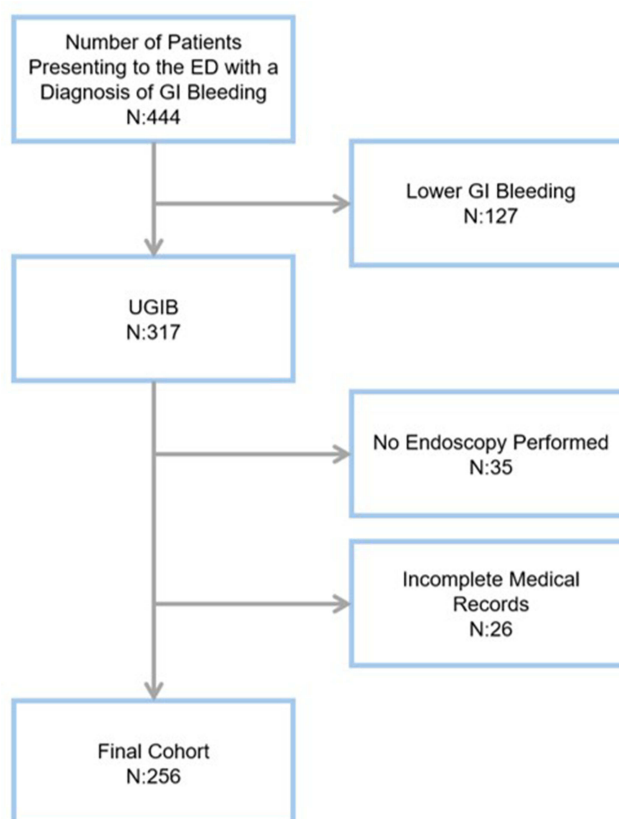 Number of Patients
Presenting to the ED with a
Diagnosis of GI Bleeding
N:444
Lower GI Bleeding
N:127
UGIB
N:317
No Endoscopy Performed
N:35
Incomplete Medical
Records
N:26
Final Cohort
N:256